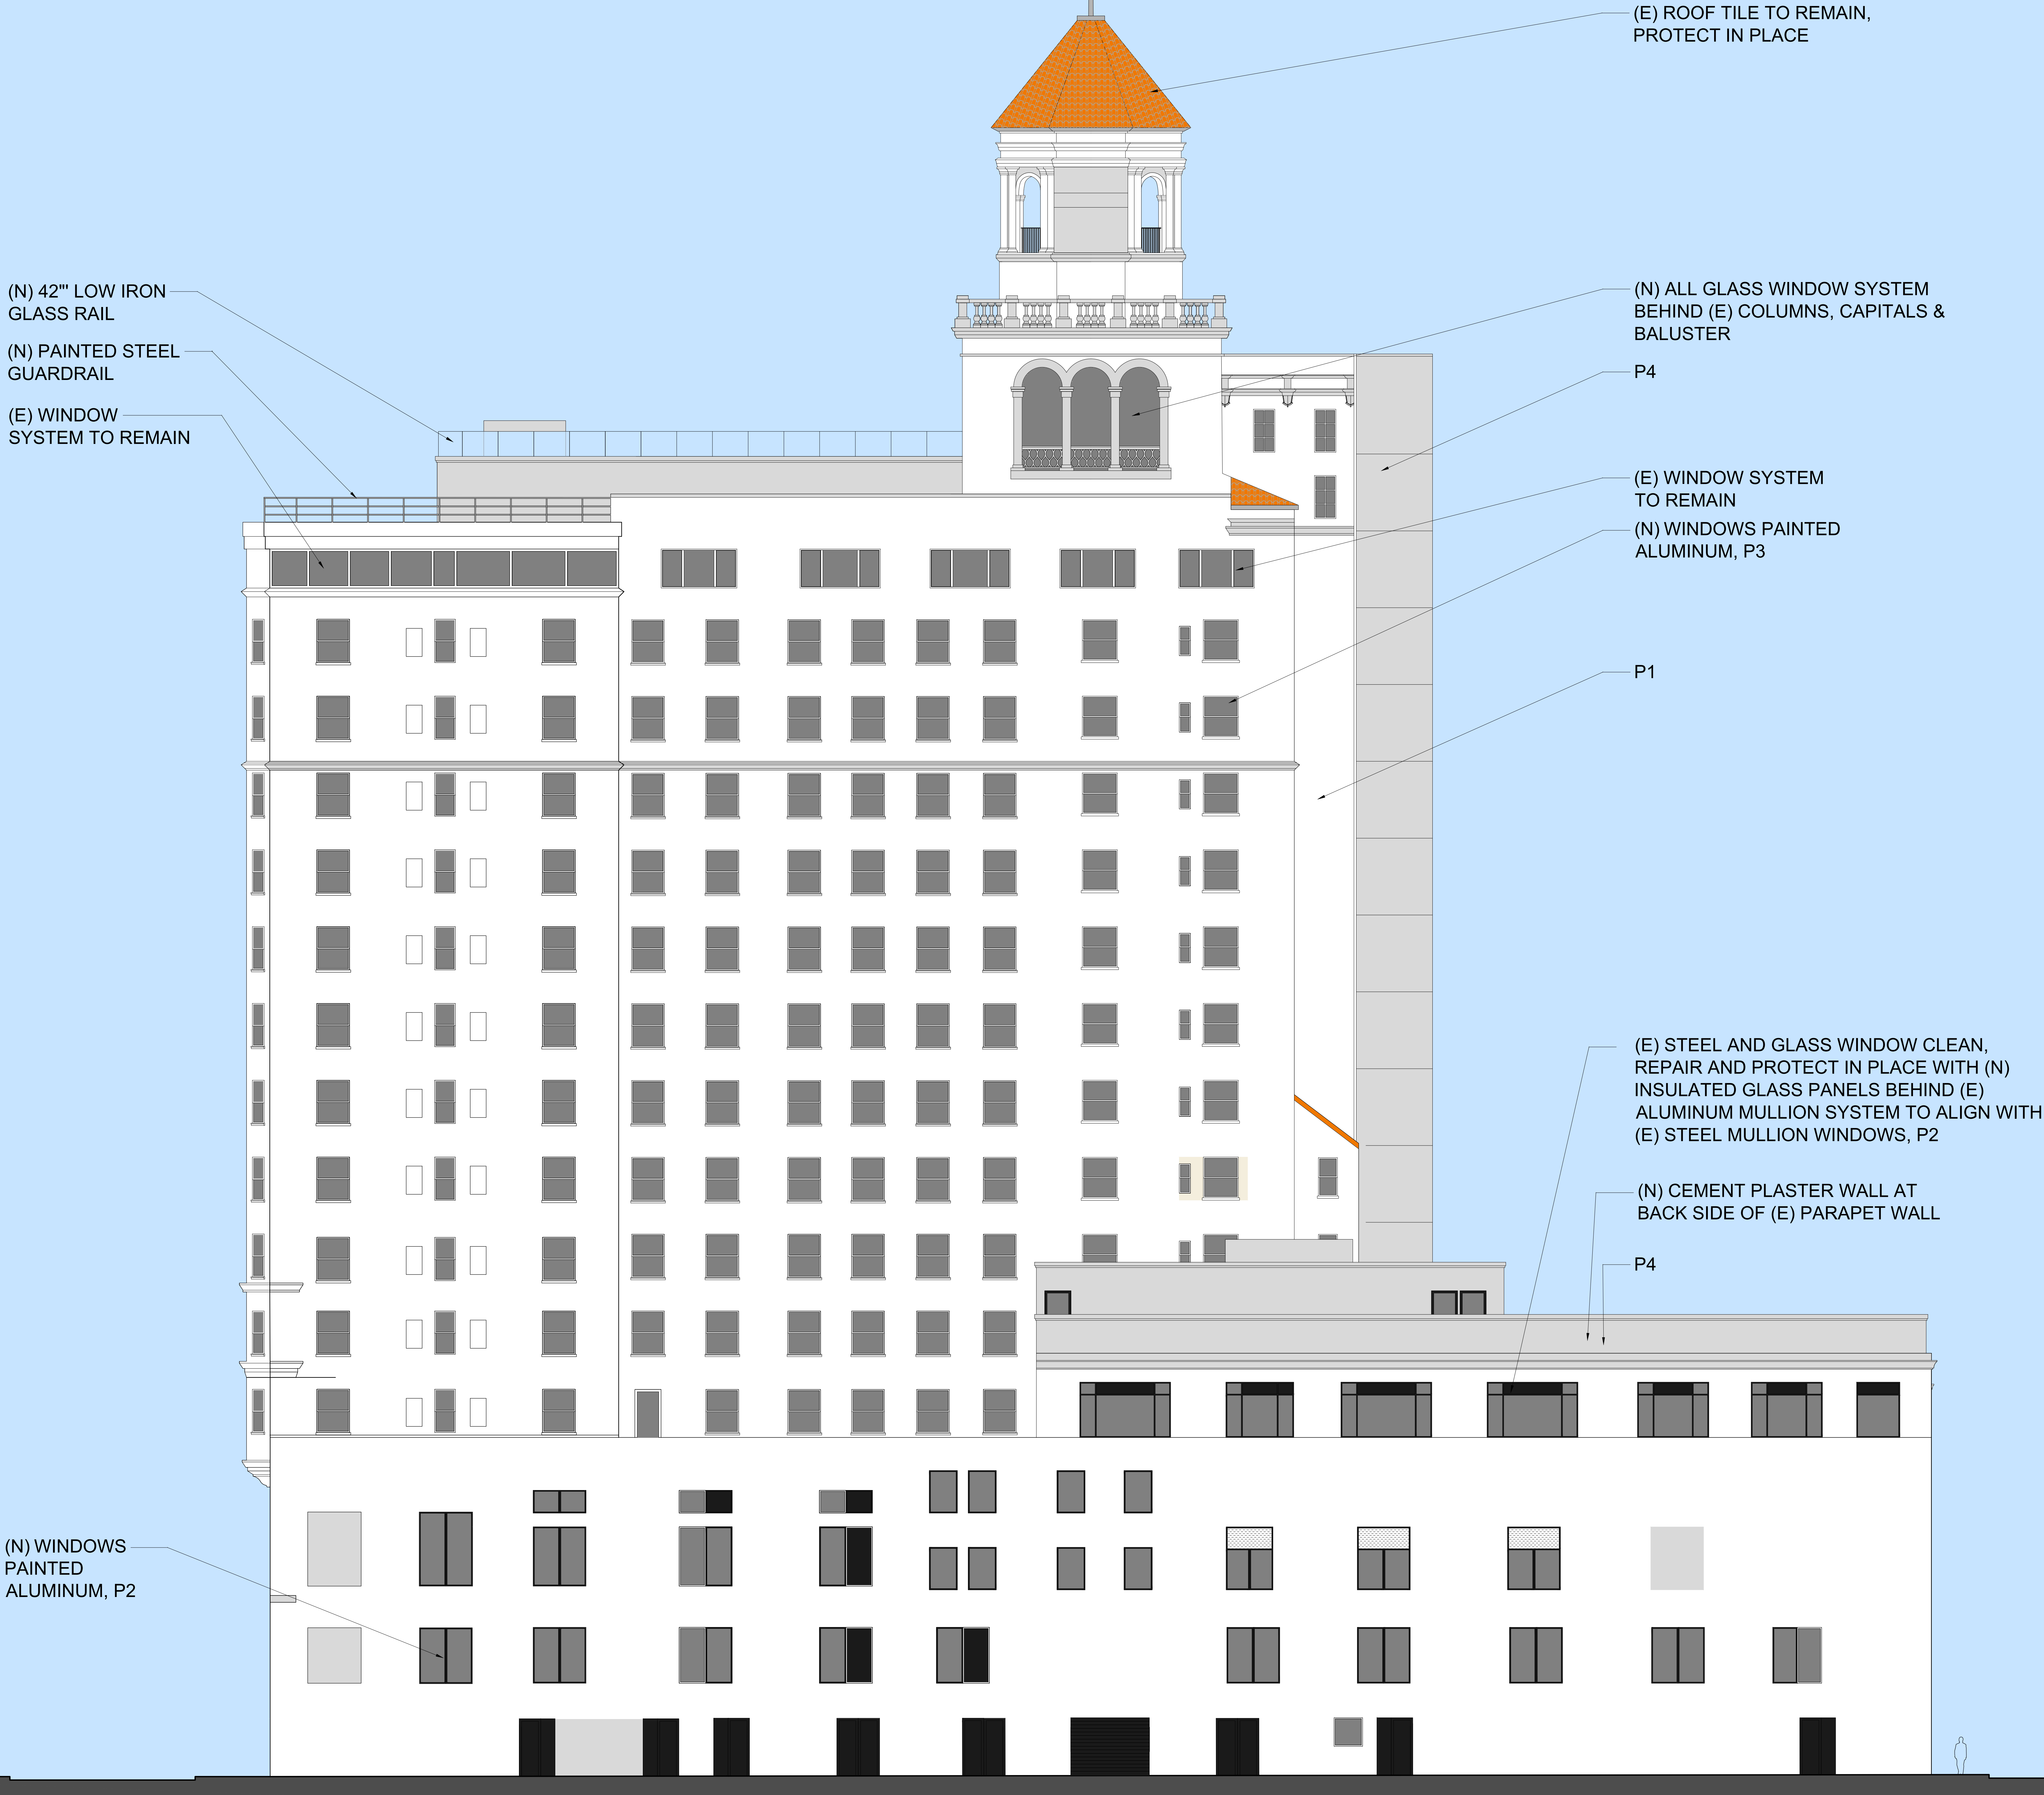 (E) ROOF TILE TO REMAIN,
PROTECT IN PLACE
(N) 42"' LOW IRON
GLASS RAIL
(N) PAINTED STEEL
GUARDRAIL
(E) WINDOW
SYSTEM TO REMAIN
(N) ALL GLASS WINDOW SYSTEM
BEHIND (E) COLUMNS, CAPITALS &
BALUSTER
P4
(E) WINDOW SYSTEM
TO REMAIN
(N) WINDOWS PAINTED
ALUMINUM, P3
P1
(E) STEEL AND GLASS WINDOW CLEAN,
REPAIR AND PROTECT IN PLACE WITH (N)
INSULATED GLASS PANELS BEHIND (E)
ALUMINUM MULLION SYSTEM TO ALIGN WITH
(E) STEEL MULLION WINDOWS, P2
(N) CEMENT PLASTER WALL AT
BACK SIDE OF (E) PARAPET WALL
P4
(N) WINDOWS
PAINTED
ALUMINUM, P2